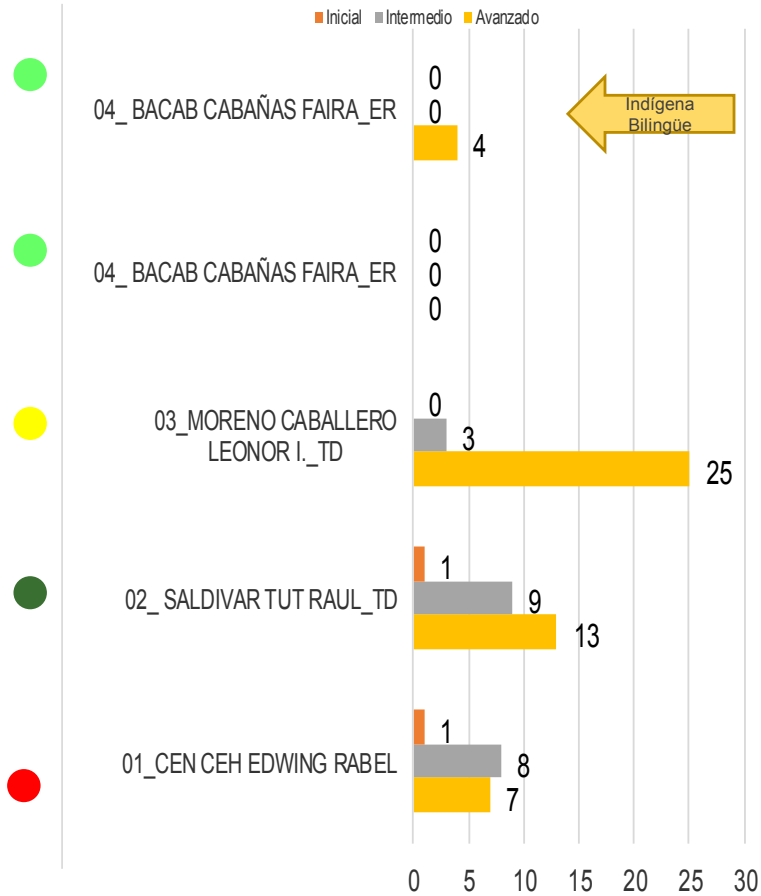 Inicial Intermedio Avanzado
04_ BACAB CABAÑAS FAIRA_ER
0
0
4
Indígena
Bilingüe
04_ BACAB CABAÑAS FAIRA_ER
0
0
0
03_MORENO CABALLERO
LEONOR I._TD
0
3
25
02_ SALDIVAR TUT RAUL_TD
1
9
13
01_CEN CEH EDWING RABEL
1
8
7
0 5 10 15 20 25 30